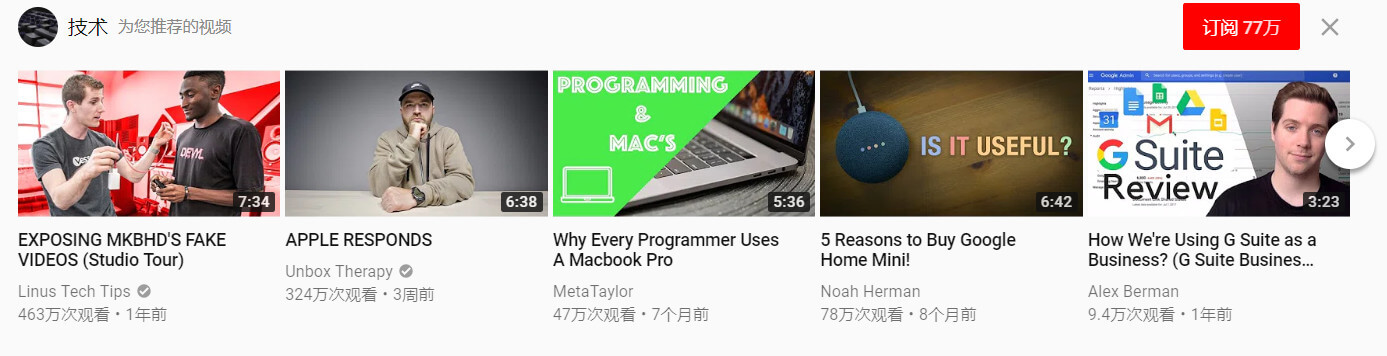 技术 为您推荐的视频
订阅 77万
PROGRAMMING
&
MAC'S
IS IT USEFUL?
Google Admin
31
G Suite
Review
7:34
6:38
5:36
6:42
3:23
EXPOSING MKBHD'S FAKE
VIDEOS (Studio Tour)
Linus Tech Tips
463万次观看 • 1年前
APPLE RESPONDS
Unbox Therapy
324万次观看 • 3周前
Why Every Programmer Uses
A Macbook Pro
MetaTaylor
47万次观看 • 7个月前
5 Reasons to Buy Google
Home Mini!
Noah Herman
78万次观看 • 8个月前
How We're Using G Suite as a
Business? (G Suite Busines...
Alex Berman
9.4万次观看 • 1年前